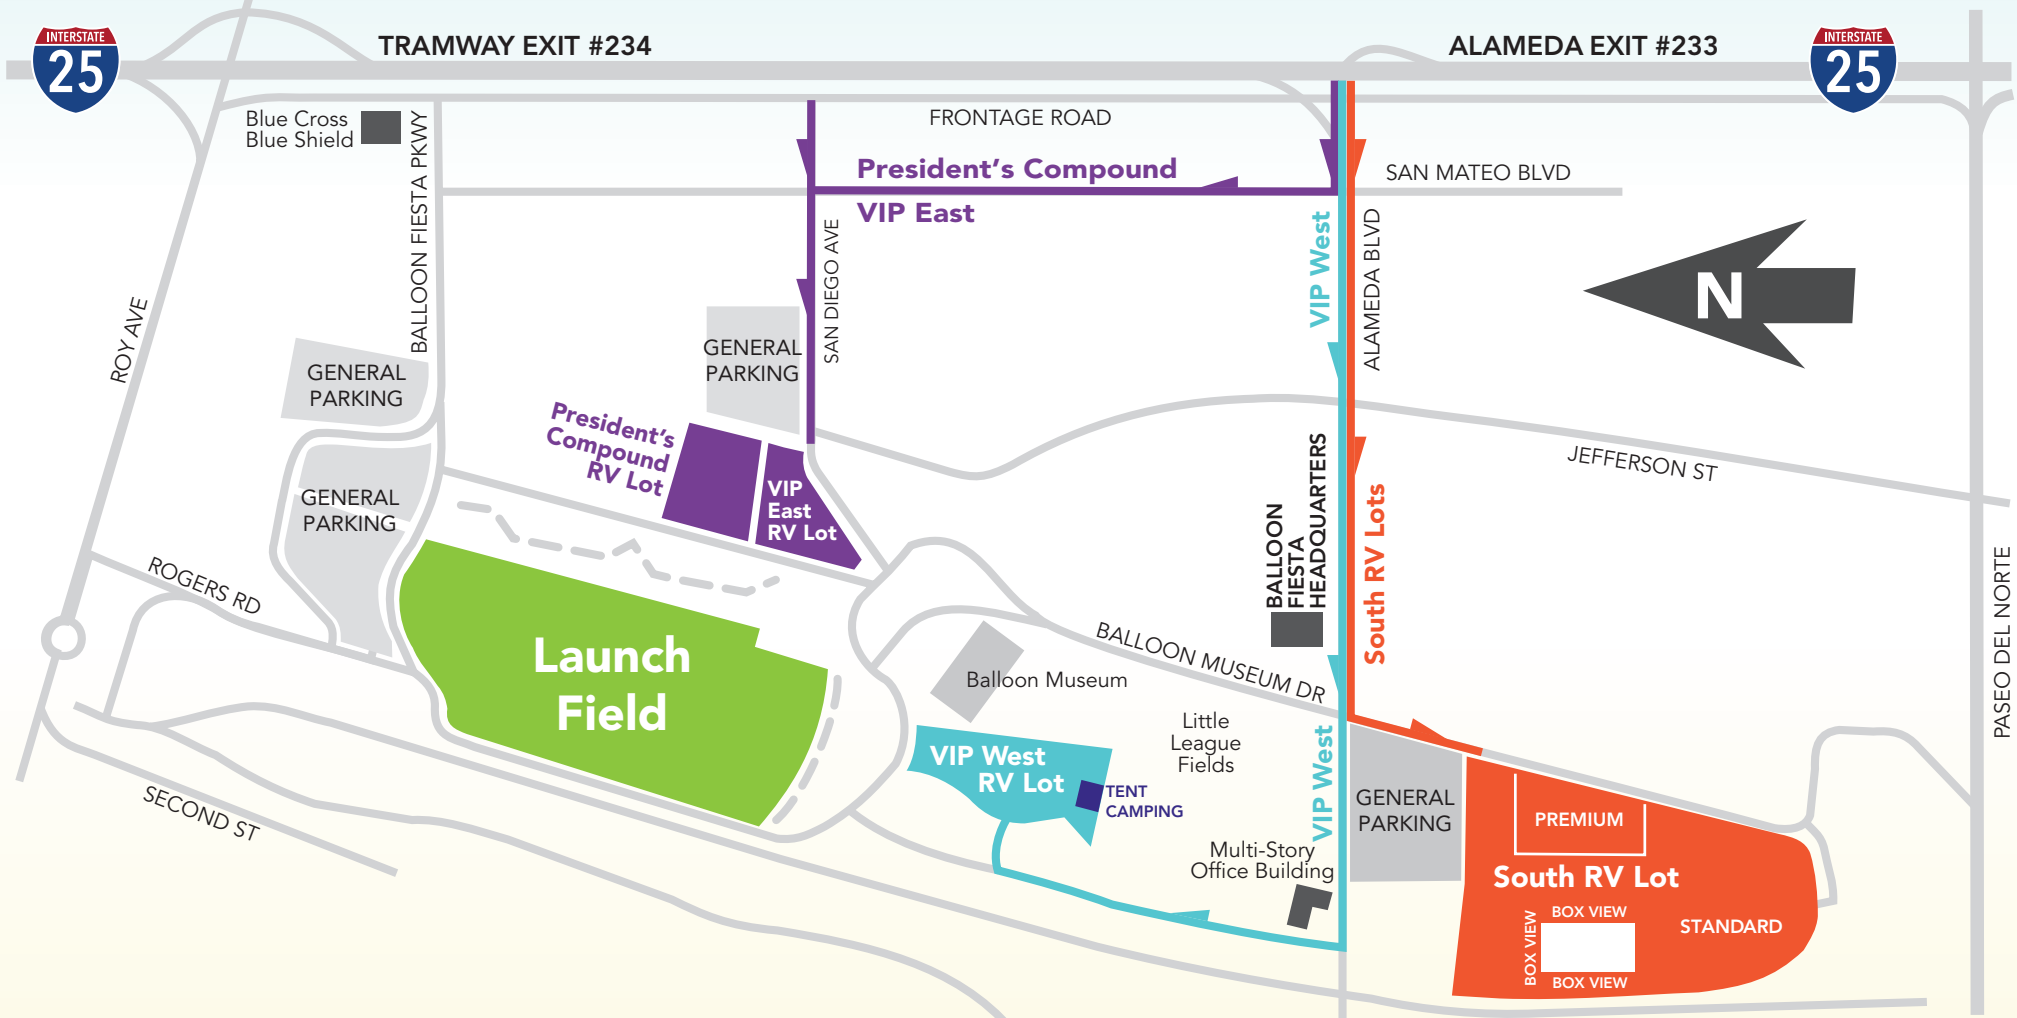 INTERSTATE
25
TRAMWAY EXIT #234
ALAMEDA EXIT #233
INTERSTATE
25
Blue Cross
Blue Shield
BALLOON FIESTA PKWY
FRONTAGE ROAD
President's Compound
VIP East
SAN MATEO BLVD
SAN DIEGO AVE
VIP West
ALAMEDA BLVD
N
ROY AVE
GENERAL
PARKING
GENERAL
PARKING
President's
Compound
RV Lot
VIP
East
RV Lot
GENERAL
PARKING
JEFFERSON ST
BALLOON
FIESTA
HEADQUARTERS
South RV Lots
ROGERS RD
PASEO DEL NORTE
Launch
Field
BALLOON MUSEUM DR
Balloon Museum
Little
League
Fields
VIP West
RV Lot
TENT
CAMPING
VIP West
GENERAL
PARKING
PREMIUM
SECOND ST
Multi-Story
Office Building
South RV Lot
BOX VIEW
BOX VIEW
BOX VIEW
STANDARD